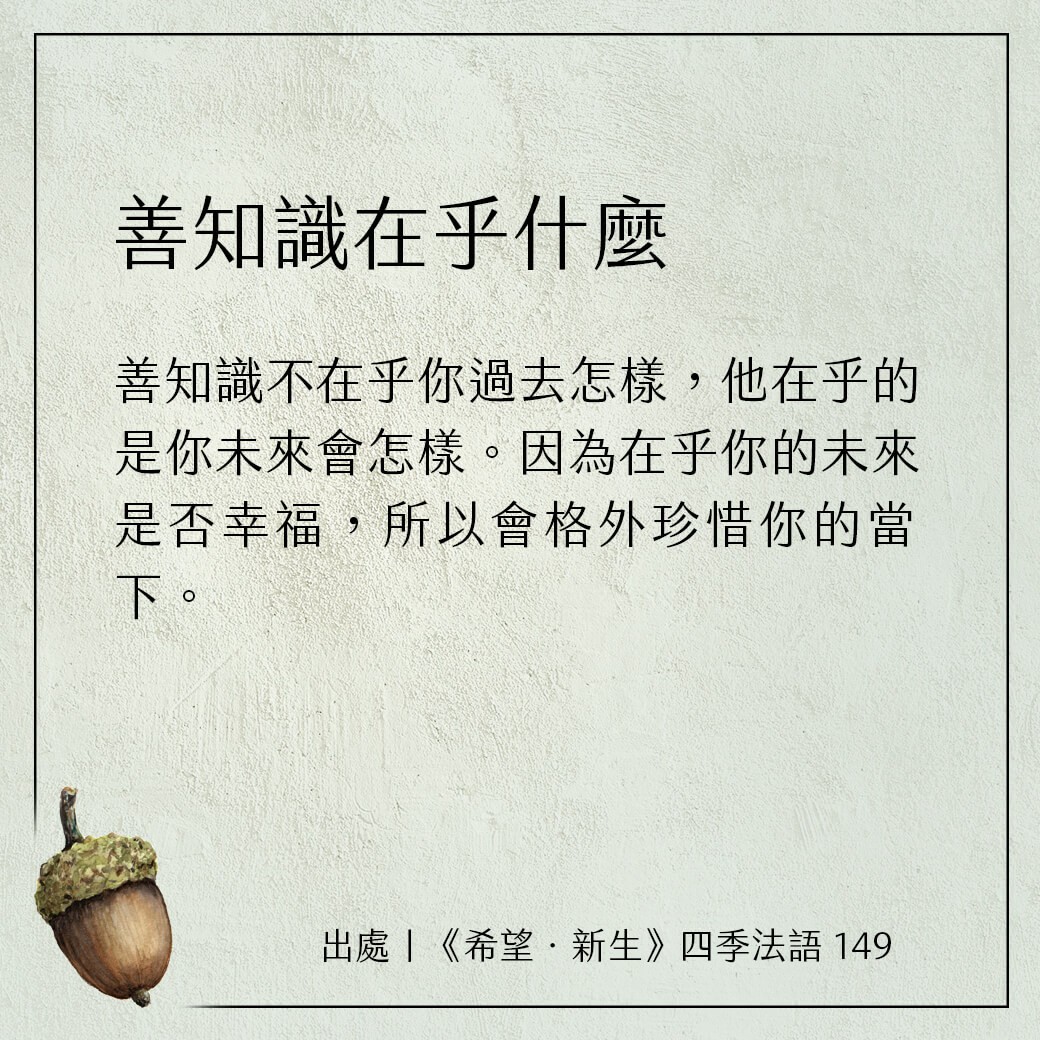 善知識在乎什麼
善知識不在乎你過去怎樣，他在乎的
是你未來會怎樣。因為在乎你的未來
是否幸福，所以會格外珍惜你的當
下。
出處｜《希望．新生》四季法語 149